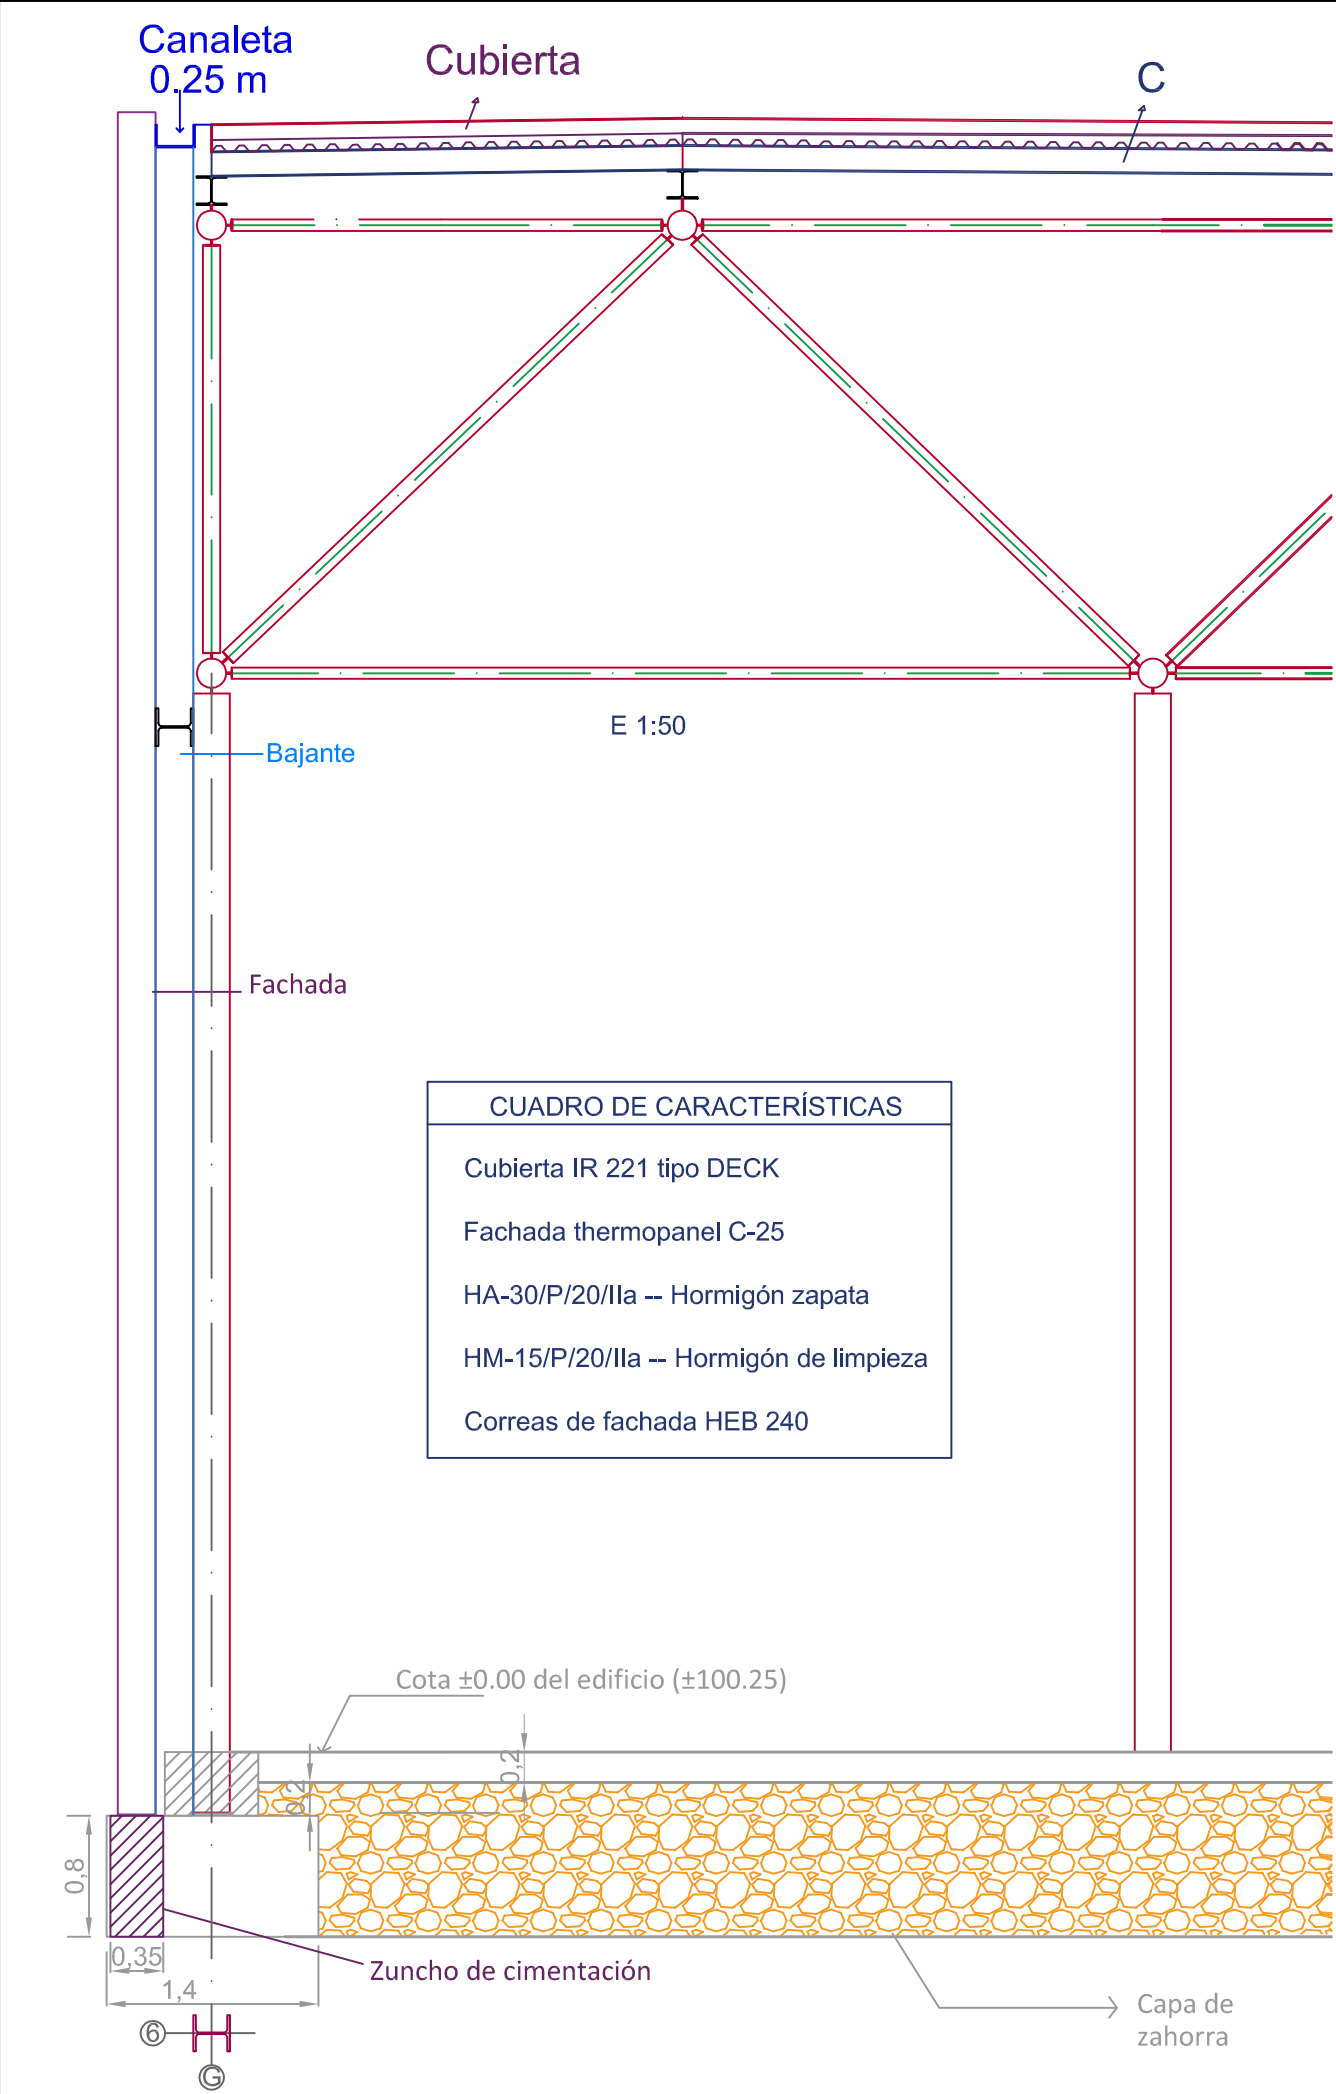 Canaleta
0.25 m
Cubierta
C
E 1:50
Bajante
Fachada
CUADRO DE CARACTERÍSTICAS
Cubierta IR 221 tipo DECK
Fachada thermopanel C-25
HA-30/P/20/IIa -- Hormigón zapata
HM-15/P/20/IIa -- Hormigón de limpieza
Correas de fachada HEB 240
Cota ±0.00 del edificio (±100.25)
0,2
0,2
0,8
0,35
1,4
Zuncho de cimentación
Capa de
zahorra
6
G